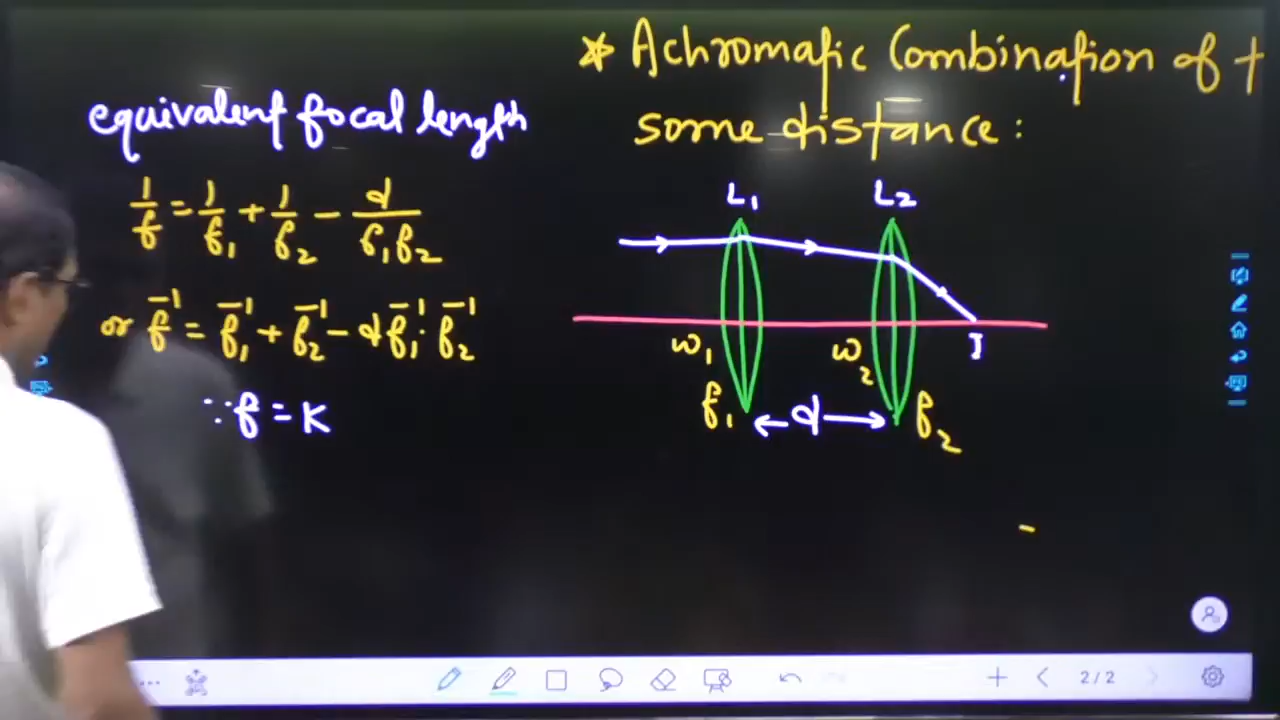 * Achromatic Combination of t
some distance :
equivalent focal length
1/f = 1/f₁ + 1/f₂ − d/f₁f₂
or f⁻¹ = f₁⁻¹ + f₂⁻¹ − d f₁⁻¹ · f₂⁻¹
∵ f = K
L₁ L₂
ω₁ ω₂ I
f₁ ← d → f₂
2/2